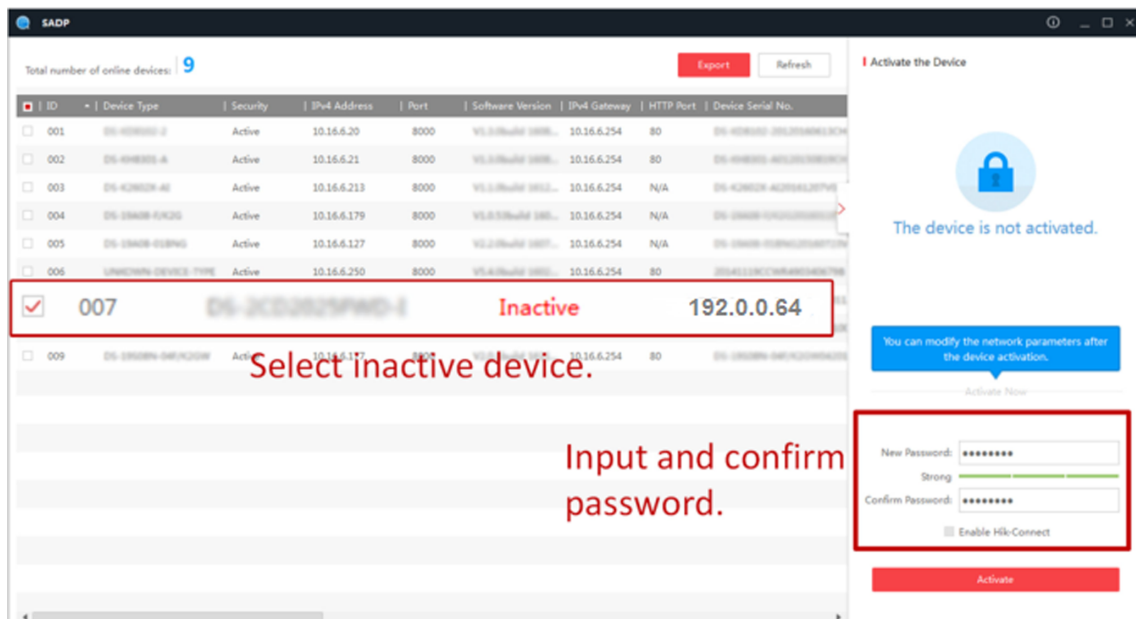 SADP
Total number of online devices: 9
Export
Refresh
ID | Device Type | Security | IPv4 Address | Port | Software Version | IPv4 Gateway | HTTP Port | Device Serial No.
001 Active 10.16.6.20 8000 10.16.6.254 80
002 Active 10.16.6.21 8000 10.16.6.254 80
003 Active 10.16.6.213 8000 10.16.6.254 N/A
004 Active 10.16.6.179 8000 10.16.6.254 N/A
005 Active 10.16.6.127 8000 10.16.6.254 N/A
006 Active 10.16.6.250 8000 10.16.6.254 80
007 Inactive 192.0.0.64
009 10.16.6.254 80
Select inactive device.
Input and confirm
password.
Activate the Device
The device is not activated.
You can modify the network parameters after
the device activation.
Activate Now
New Password: ●●●●●●●●
Strong
Confirm Password: ●●●●●●●●
Enable Hik-Connect
Activate